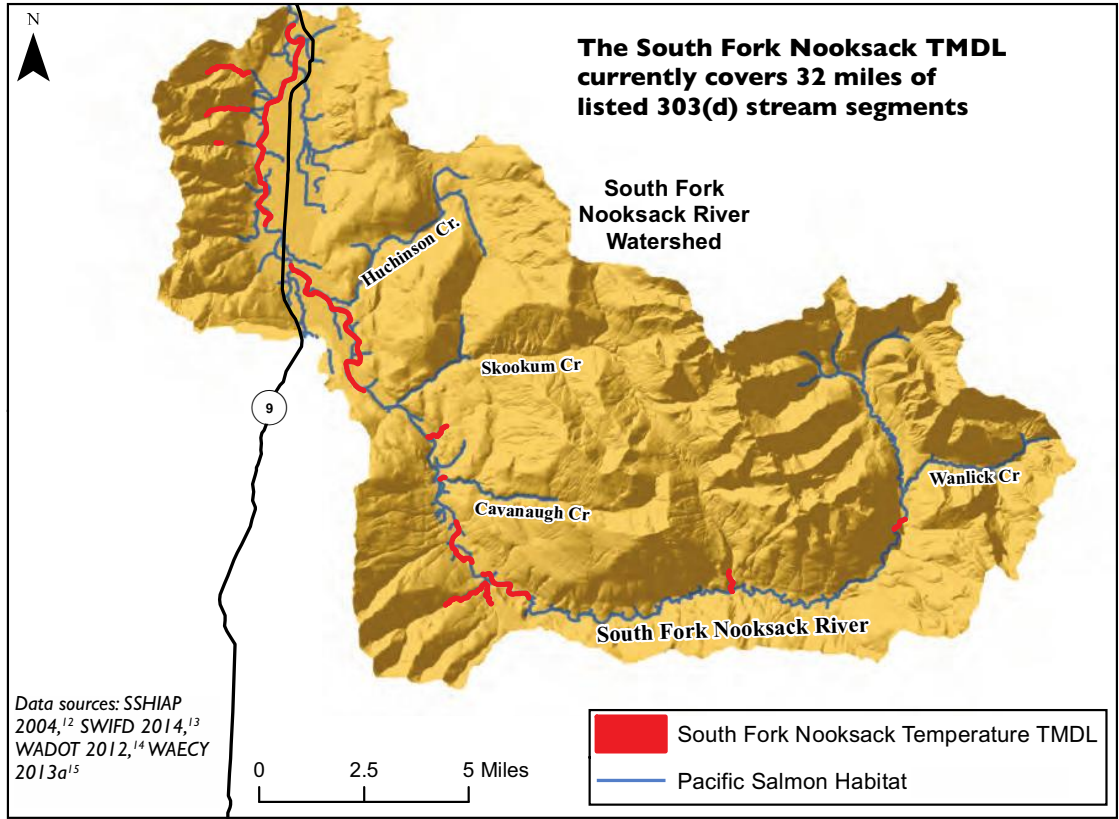 N
The South Fork Nooksack TMDL
currently covers 32 miles of
listed 303(d) stream segments
South Fork
Nooksack River
Watershed
Huchinson Cr.
Skookum Cr
9
Wanlick Cr
Cavanaugh Cr
South Fork Nooksack River
Data sources: SSHIAP
2004,¹² SWIFD 2014,¹³
WADOT 2012,¹⁴ WAECY
2013a¹⁵
0 2.5 5 Miles
South Fork Nooksack Temperature TMDL
Pacific Salmon Habitat